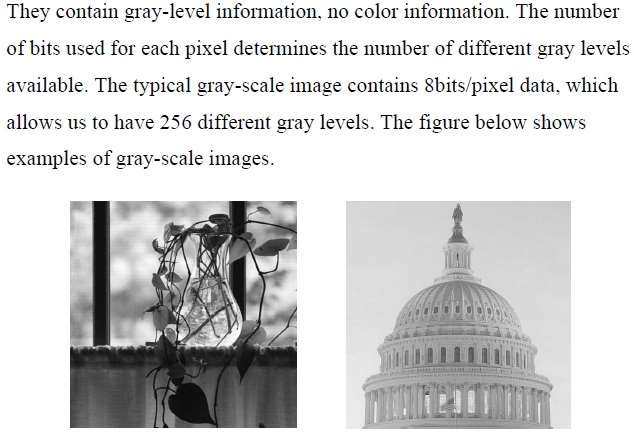 They contain gray-level information, no color information. The number
of bits used for each pixel determines the number of different gray levels
available. The typical gray-scale image contains 8bits/pixel data, which
allows us to have 256 different gray levels. The figure below shows
examples of gray-scale images.